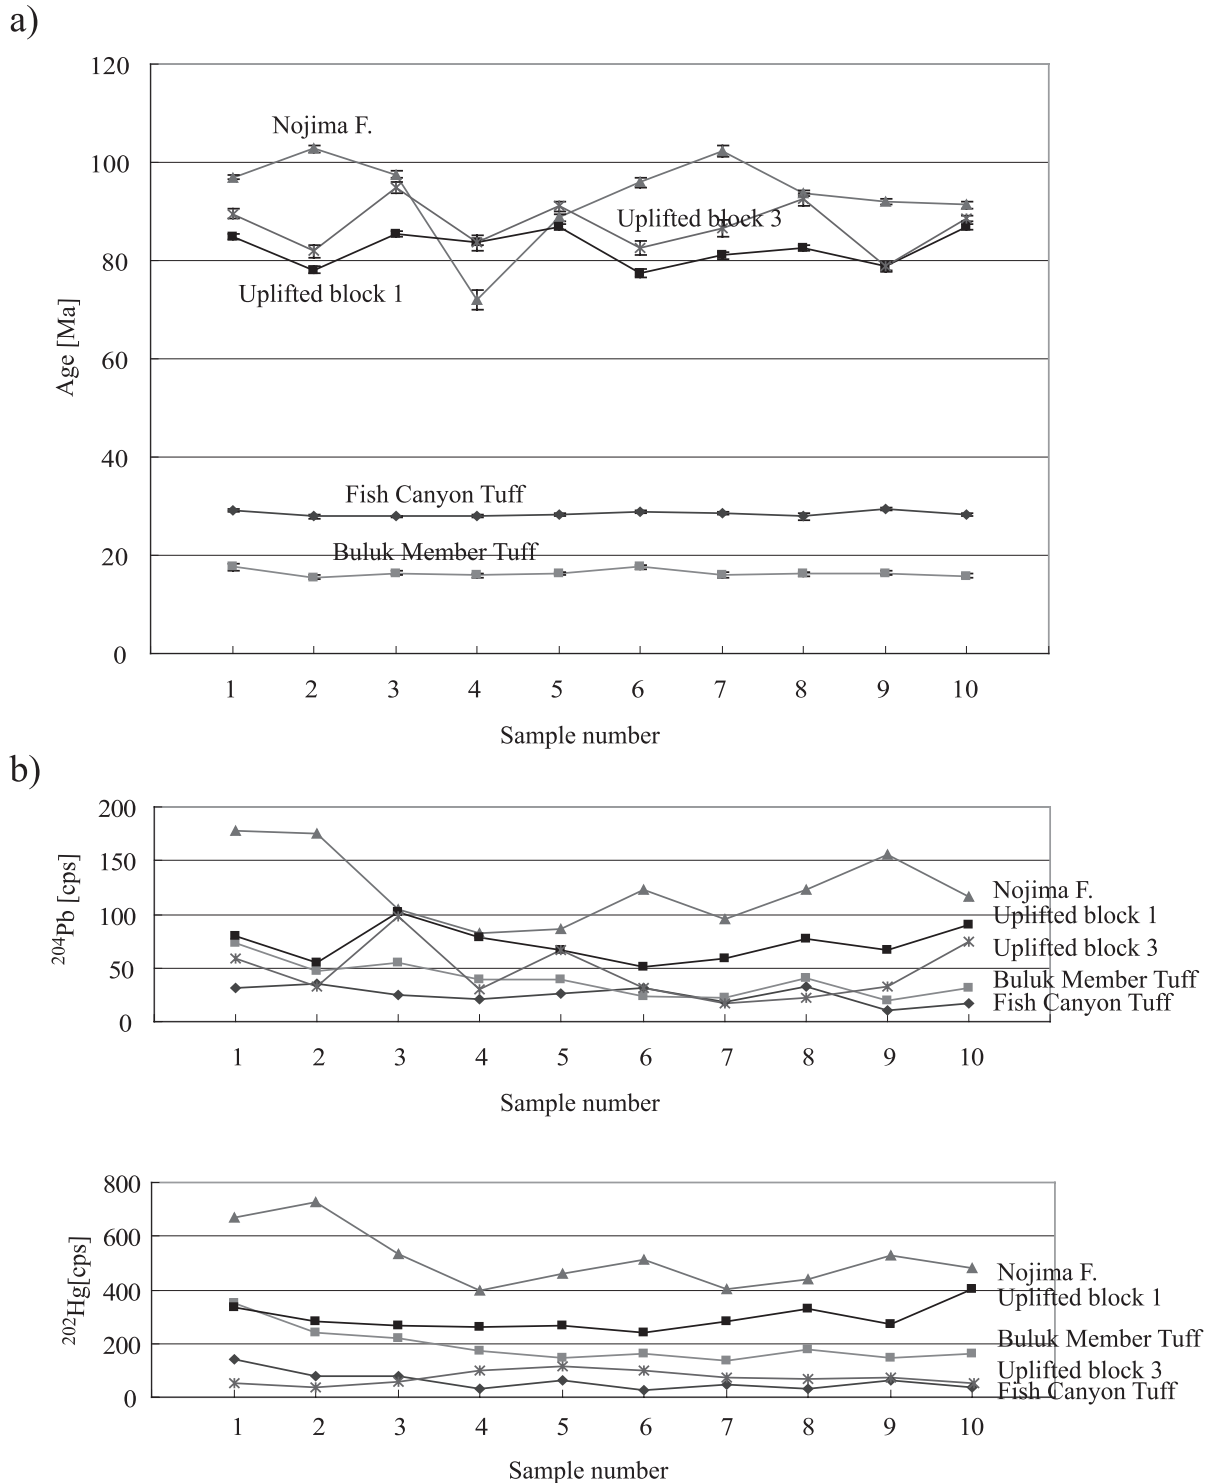 a)
120
Nojima F.
100
Uplifted block 3
80
Uplifted block 1
Age [Ma]
60
40
Fish Canyon Tuff
Buluk Member Tuff
20
0
1 2 3 4 5 6 7 8 9 10
Sample number
b)
200
150
100
50
0
204Pb [cps]
Nojima F.
Uplifted block 1
Uplifted block 3
Buluk Member Tuff
Fish Canyon Tuff
1 2 3 4 5 6 7 8 9 10
Sample number
800
600
400
200
0
202Hg[cps]
Nojima F.
Uplifted block 1
Buluk Member Tuff
Uplifted block 3
Fish Canyon Tuff
1 2 3 4 5 6 7 8 9 10
Sample number